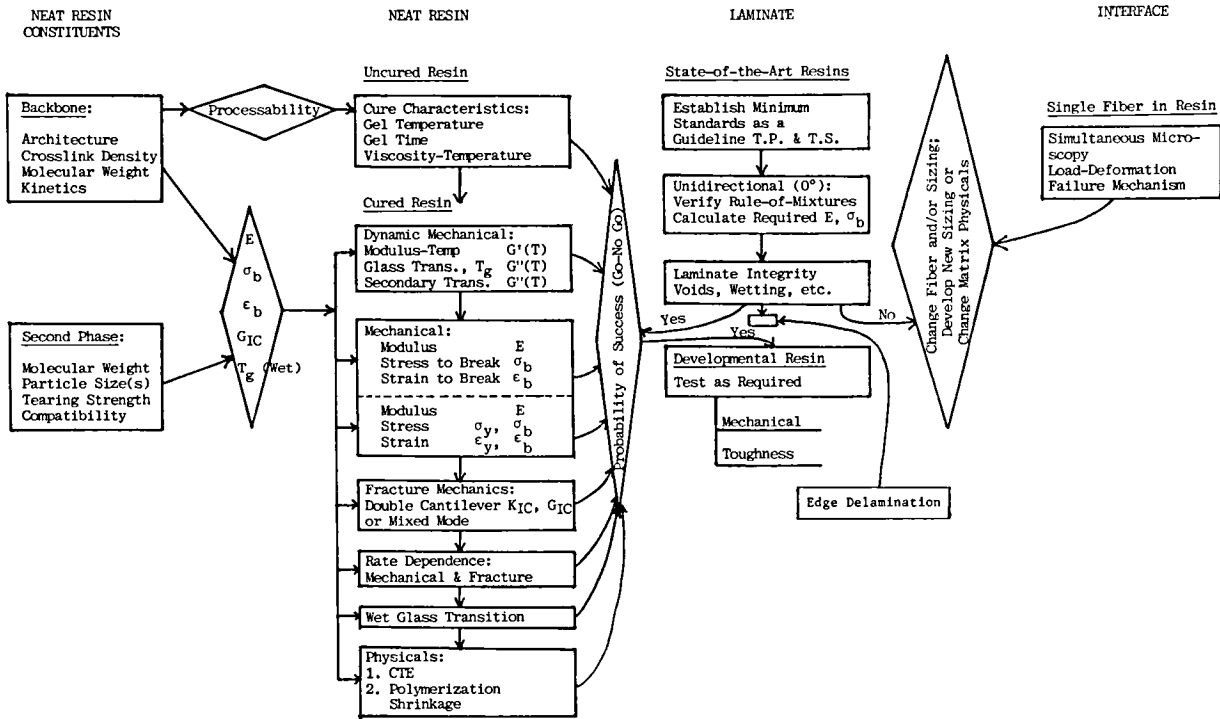 NEAT RESIN
CONSTITUENTS
NEAT RESIN
LAMINATE
INTERFACE
Backbone:
Architecture
Crosslink Density
Molecular Weight
Kinetics
Second Phase:
Molecular Weight
Particle Size(s)
Tearing Strength
Compatibility
Processability
E
σb
εb
GIC
Tg (Wet)
Uncured Resin
Cure Characteristics:
Gel Temperature
Gel Time
Viscosity-Temperature
Cured Resin
Dynamic Mechanical:
Modulus-Temp G'(T)
Glass Trans., Tg G"(T)
Secondary Trans. G"(T)
Mechanical:
Modulus E
Stress to Break σb
Strain to Break εb
Modulus E
Stress σy, σb
Strain εy, εb
Fracture Mechanics:
Double Cantilever KIC, GIC
or Mixed Mode
Rate Dependence:
Mechanical & Fracture
Wet Glass Transition
Physicals:
1. CTE
2. Polymerization
Shrinkage
Probability of Success (Go-No Go)
State-of-the-Art Resins
Establish Minimum
Standards as a
Guideline T.P. & T.S.
Unidirectional (0°):
Verify Rule-of-Mixtures
Calculate Required E, σb
Laminate Integrity
Voids, Wetting, etc.
Yes
No
Yes
Developmental Resin
Test as Required
Mechanical
Toughness
Edge Delamination
Change Fiber and/or Sizing;
Develop New Sizing or
Change Matrix Physicals
Single Fiber in Resin
Simultaneous Micro-
scopy
Load-Deformation
Failure Mechanism